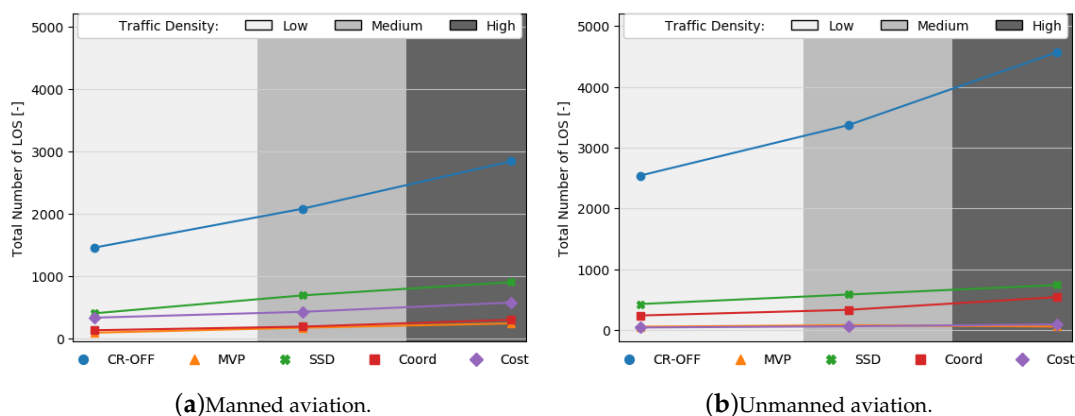 Traffic Density: Low Medium High
Total Number of LOS [-]
5000
4000
3000
2000
1000
0
CR-OFF MVP SSD Coord Cost
(a)Manned aviation.
Traffic Density: Low Medium High
Total Number of LOS [-]
5000
4000
3000
2000
1000
0
CR-OFF MVP SSD Coord Cost
(b)Unmanned aviation.